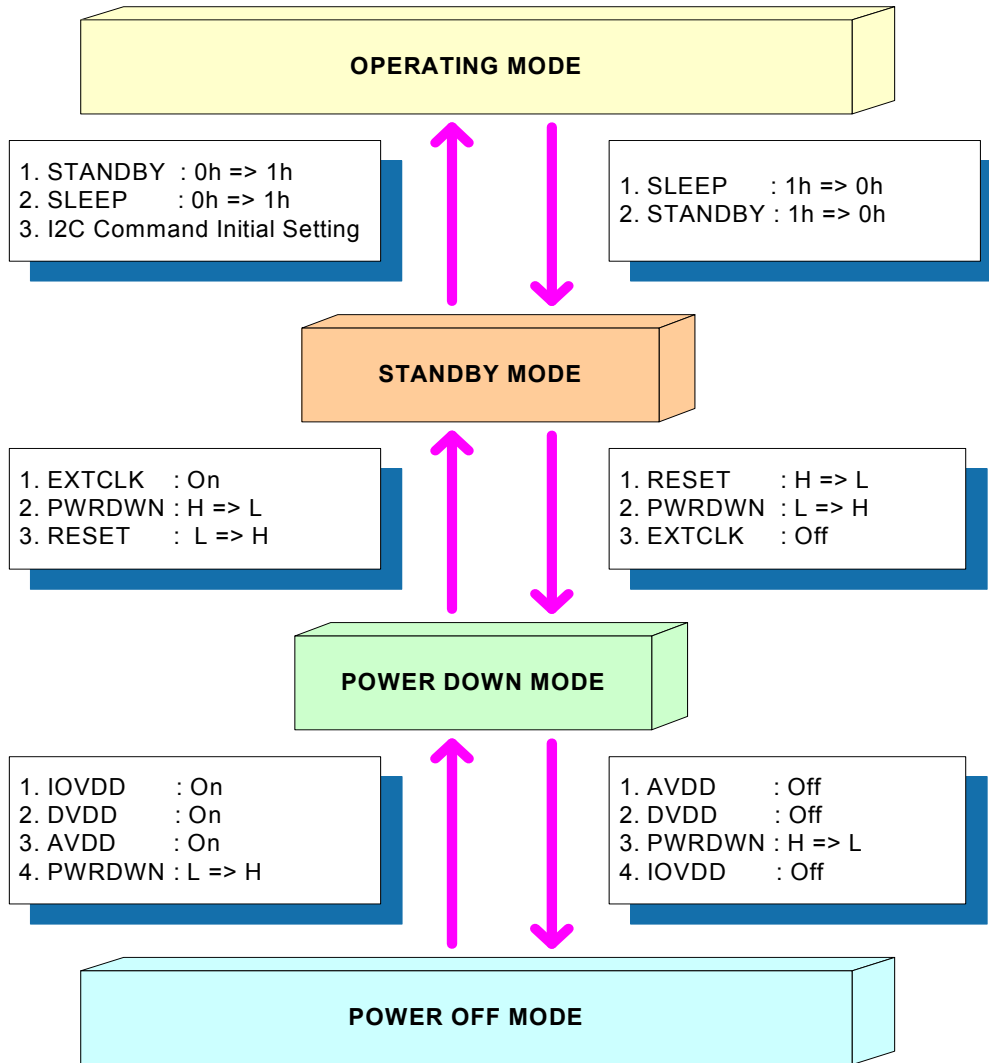 OPERATING MODE
1. STANDBY : 0h => 1h
2. SLEEP : 0h => 1h
3. I2C Command Initial Setting
1. SLEEP : 1h => 0h
2. STANDBY : 1h => 0h
STANDBY MODE
1. EXTCLK : On
2. PWRDWN : H => L
3. RESET : L => H
1. RESET : H => L
2. PWRDWN : L => H
3. EXTCLK : Off
POWER DOWN MODE
1. IOVDD : On
2. DVDD : On
3. AVDD : On
4. PWRDWN : L => H
1. AVDD : Off
2. DVDD : Off
3. PWRDWN : H => L
4. IOVDD : Off
POWER OFF MODE